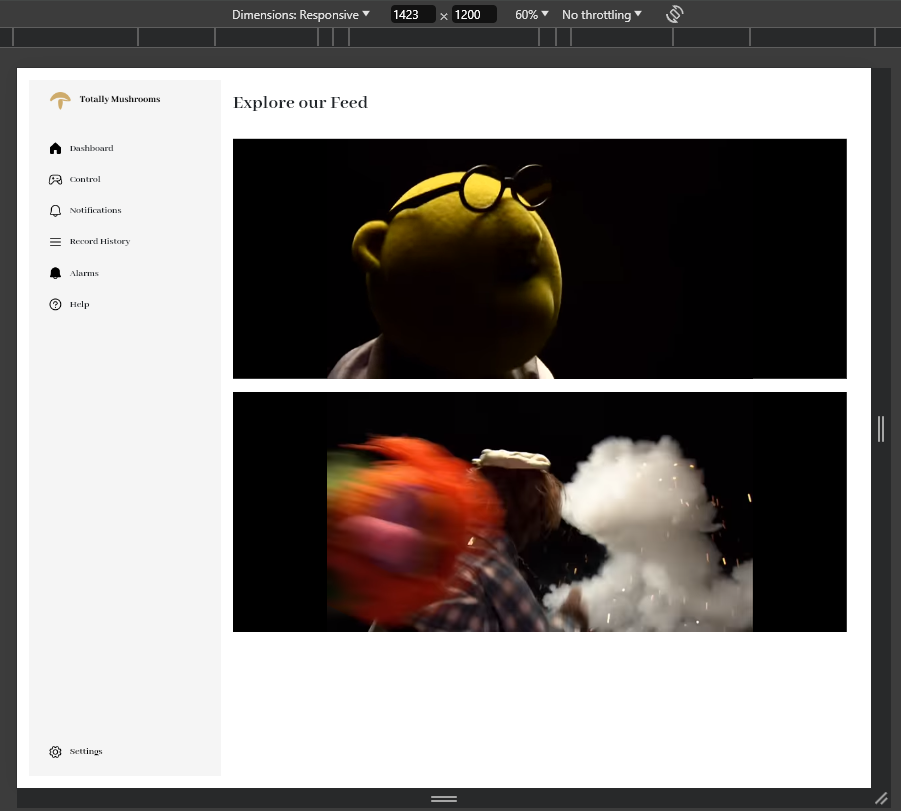 Dimensions: Responsive 1423 × 1200 60% No throttling
Totally Mushrooms
Explore our Feed
Dashboard
Control
Notifications
Record History
Alarms
Help
Settings